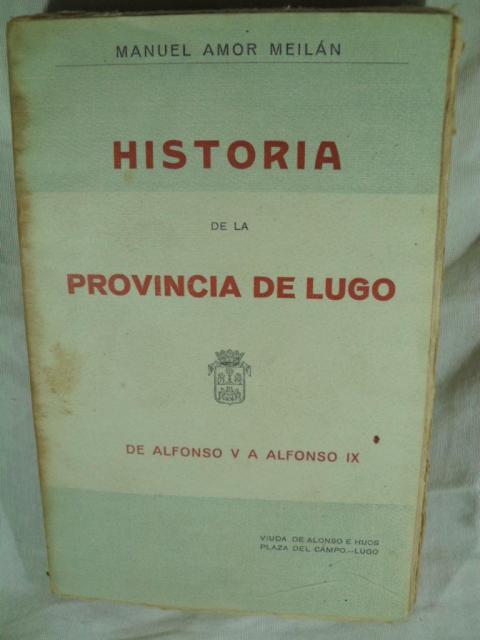 MANUEL AMOR MEILÁN
HISTORIA
DE LA
PROVINCIA DE LUGO
DE ALFONSO V A ALFONSO IX
VIUDA DE ALONSO E HIJOS
PLAZA DEL CAMPO.—LUGO